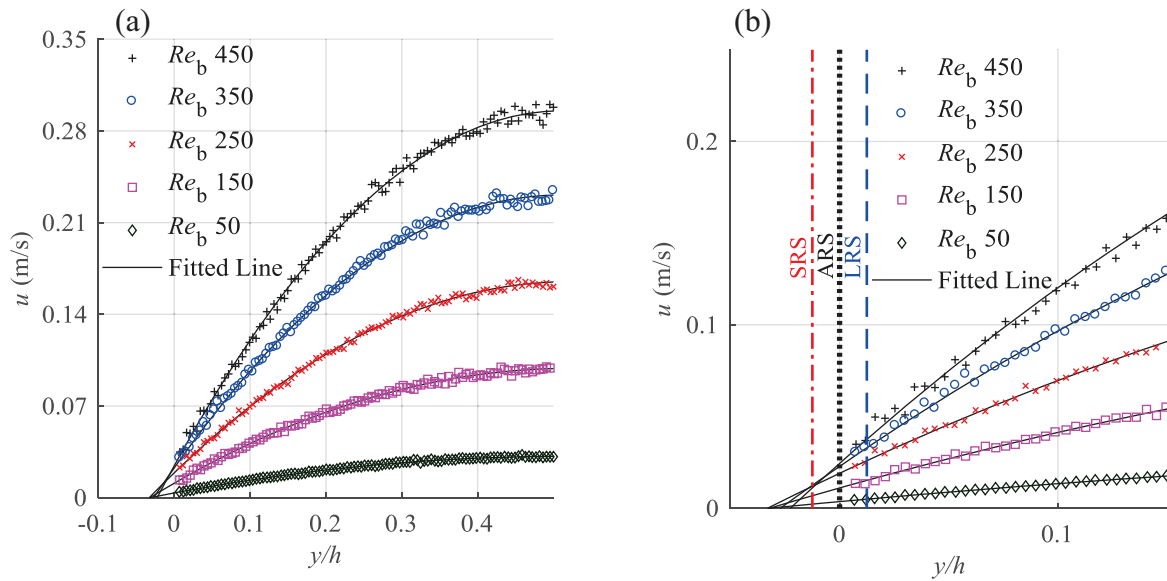 (a)
0.35
0.28
0.21
0.14
0.07
0
-0.1
0
0.1
0.2
0.3
0.4
u (m/s)
y/h
Re_b 450
Re_b 350
Re_b 250
Re_b 150
Re_b 50
Fitted Line
(b)
0.2
0.1
0
0
0.1
u (m/s)
y/h
SRS
ARS
LRS
Re_b 450
Re_b 350
Re_b 250
Re_b 150
Re_b 50
Fitted Line